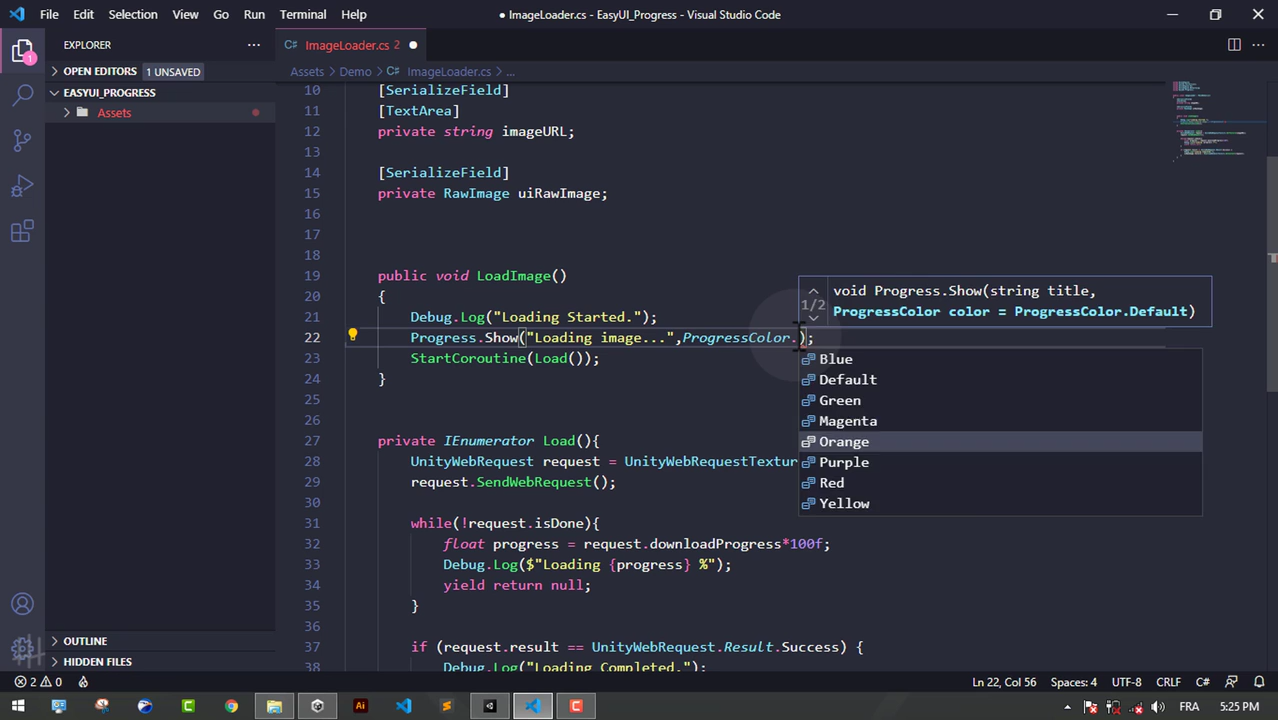 File Edit Selection View Go Run Terminal Help
● ImageLoader.cs - EasyUI_Progress - Visual Studio Code
EXPLORER
OPEN EDITORS 1 UNSAVED
EASYUI_PROGRESS
Assets
OUTLINE
HIDDEN FILES
1
C# ImageLoader.cs 2
Assets > Demo > C# ImageLoader.cs > ...
10 [SerializeField]
11 [TextArea]
12 private string imageURL;
13
14 [SerializeField]
15 private RawImage uiRawImage;
16
17
18
19 public void LoadImage()
20 {
21 Debug.Log("Loading Started.");
22 Progress.Show("Loading image...",ProgressColor.);
23 StartCoroutine(Load());
24 }
25
26
27 private IEnumerator Load(){
28 UnityWebRequest request = UnityWebRequestTextur
29 request.SendWebRequest();
30
31 while(!request.isDone){
32 float progress = request.downloadProgress*100f;
33 Debug.Log($"Loading {progress} %");
34 yield return null;
35 }
36
37 if (request.result == UnityWebRequest.Result.Success) {
38 Debug.Log("Loading Completed.");
1/2
void Progress.Show(string title,
ProgressColor color = ProgressColor.Default)
Blue
Default
Green
Magenta
Orange
Purple
Red
Yellow
2 0
Ln 22, Col 56 Spaces: 4 UTF-8 CRLF C#
Ai
FRA 5:25 PM